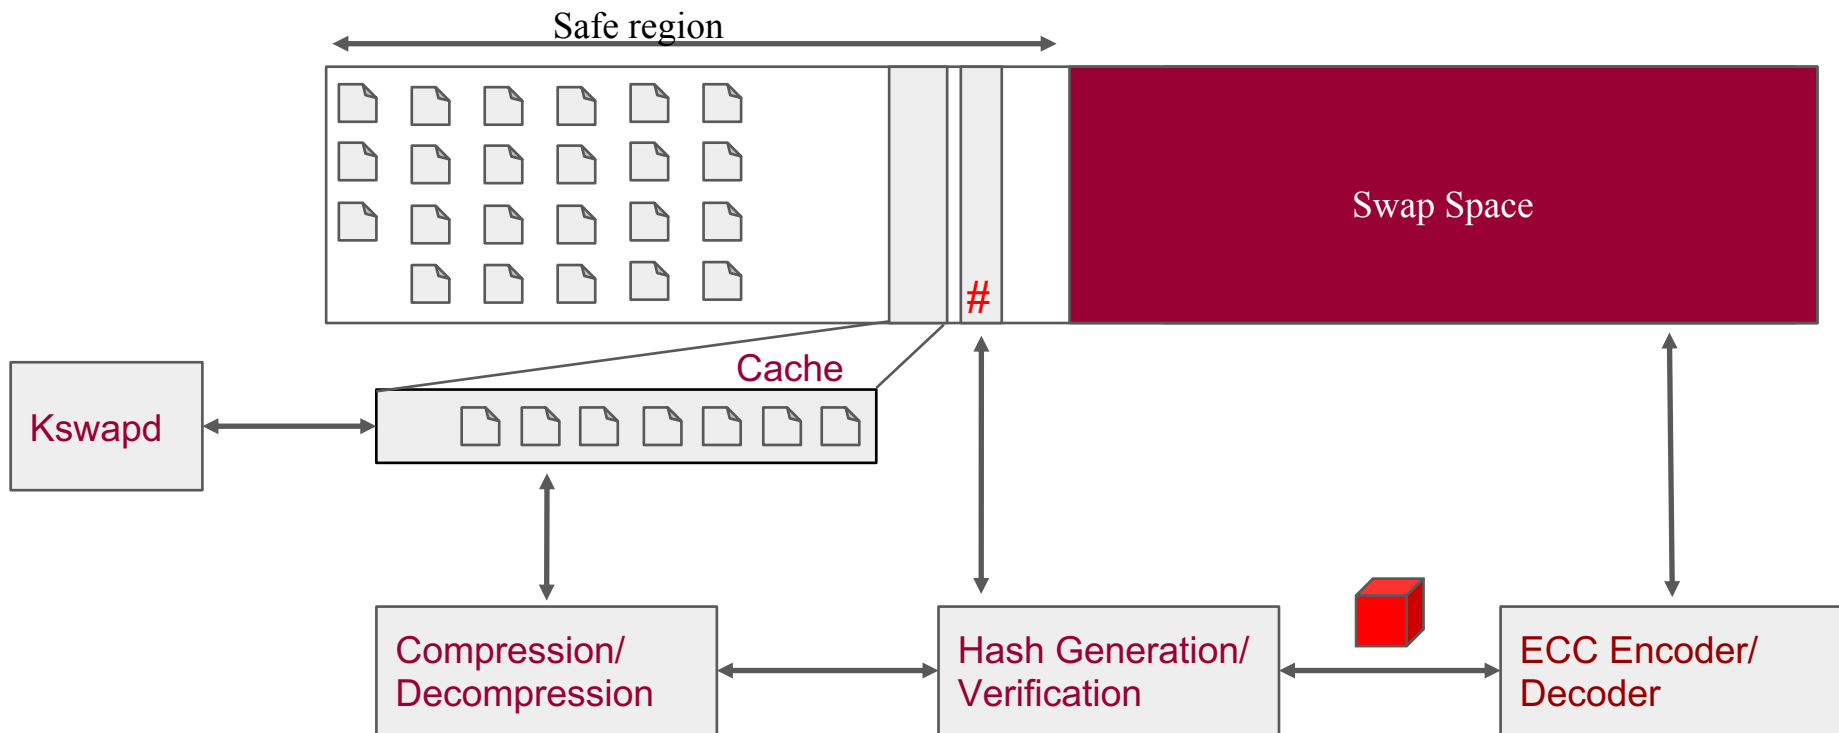 Safe region
Swap Space
#
Cache
Kswapd
Compression/
Decompression
Hash Generation/
Verification
ECC Encoder/
Decoder